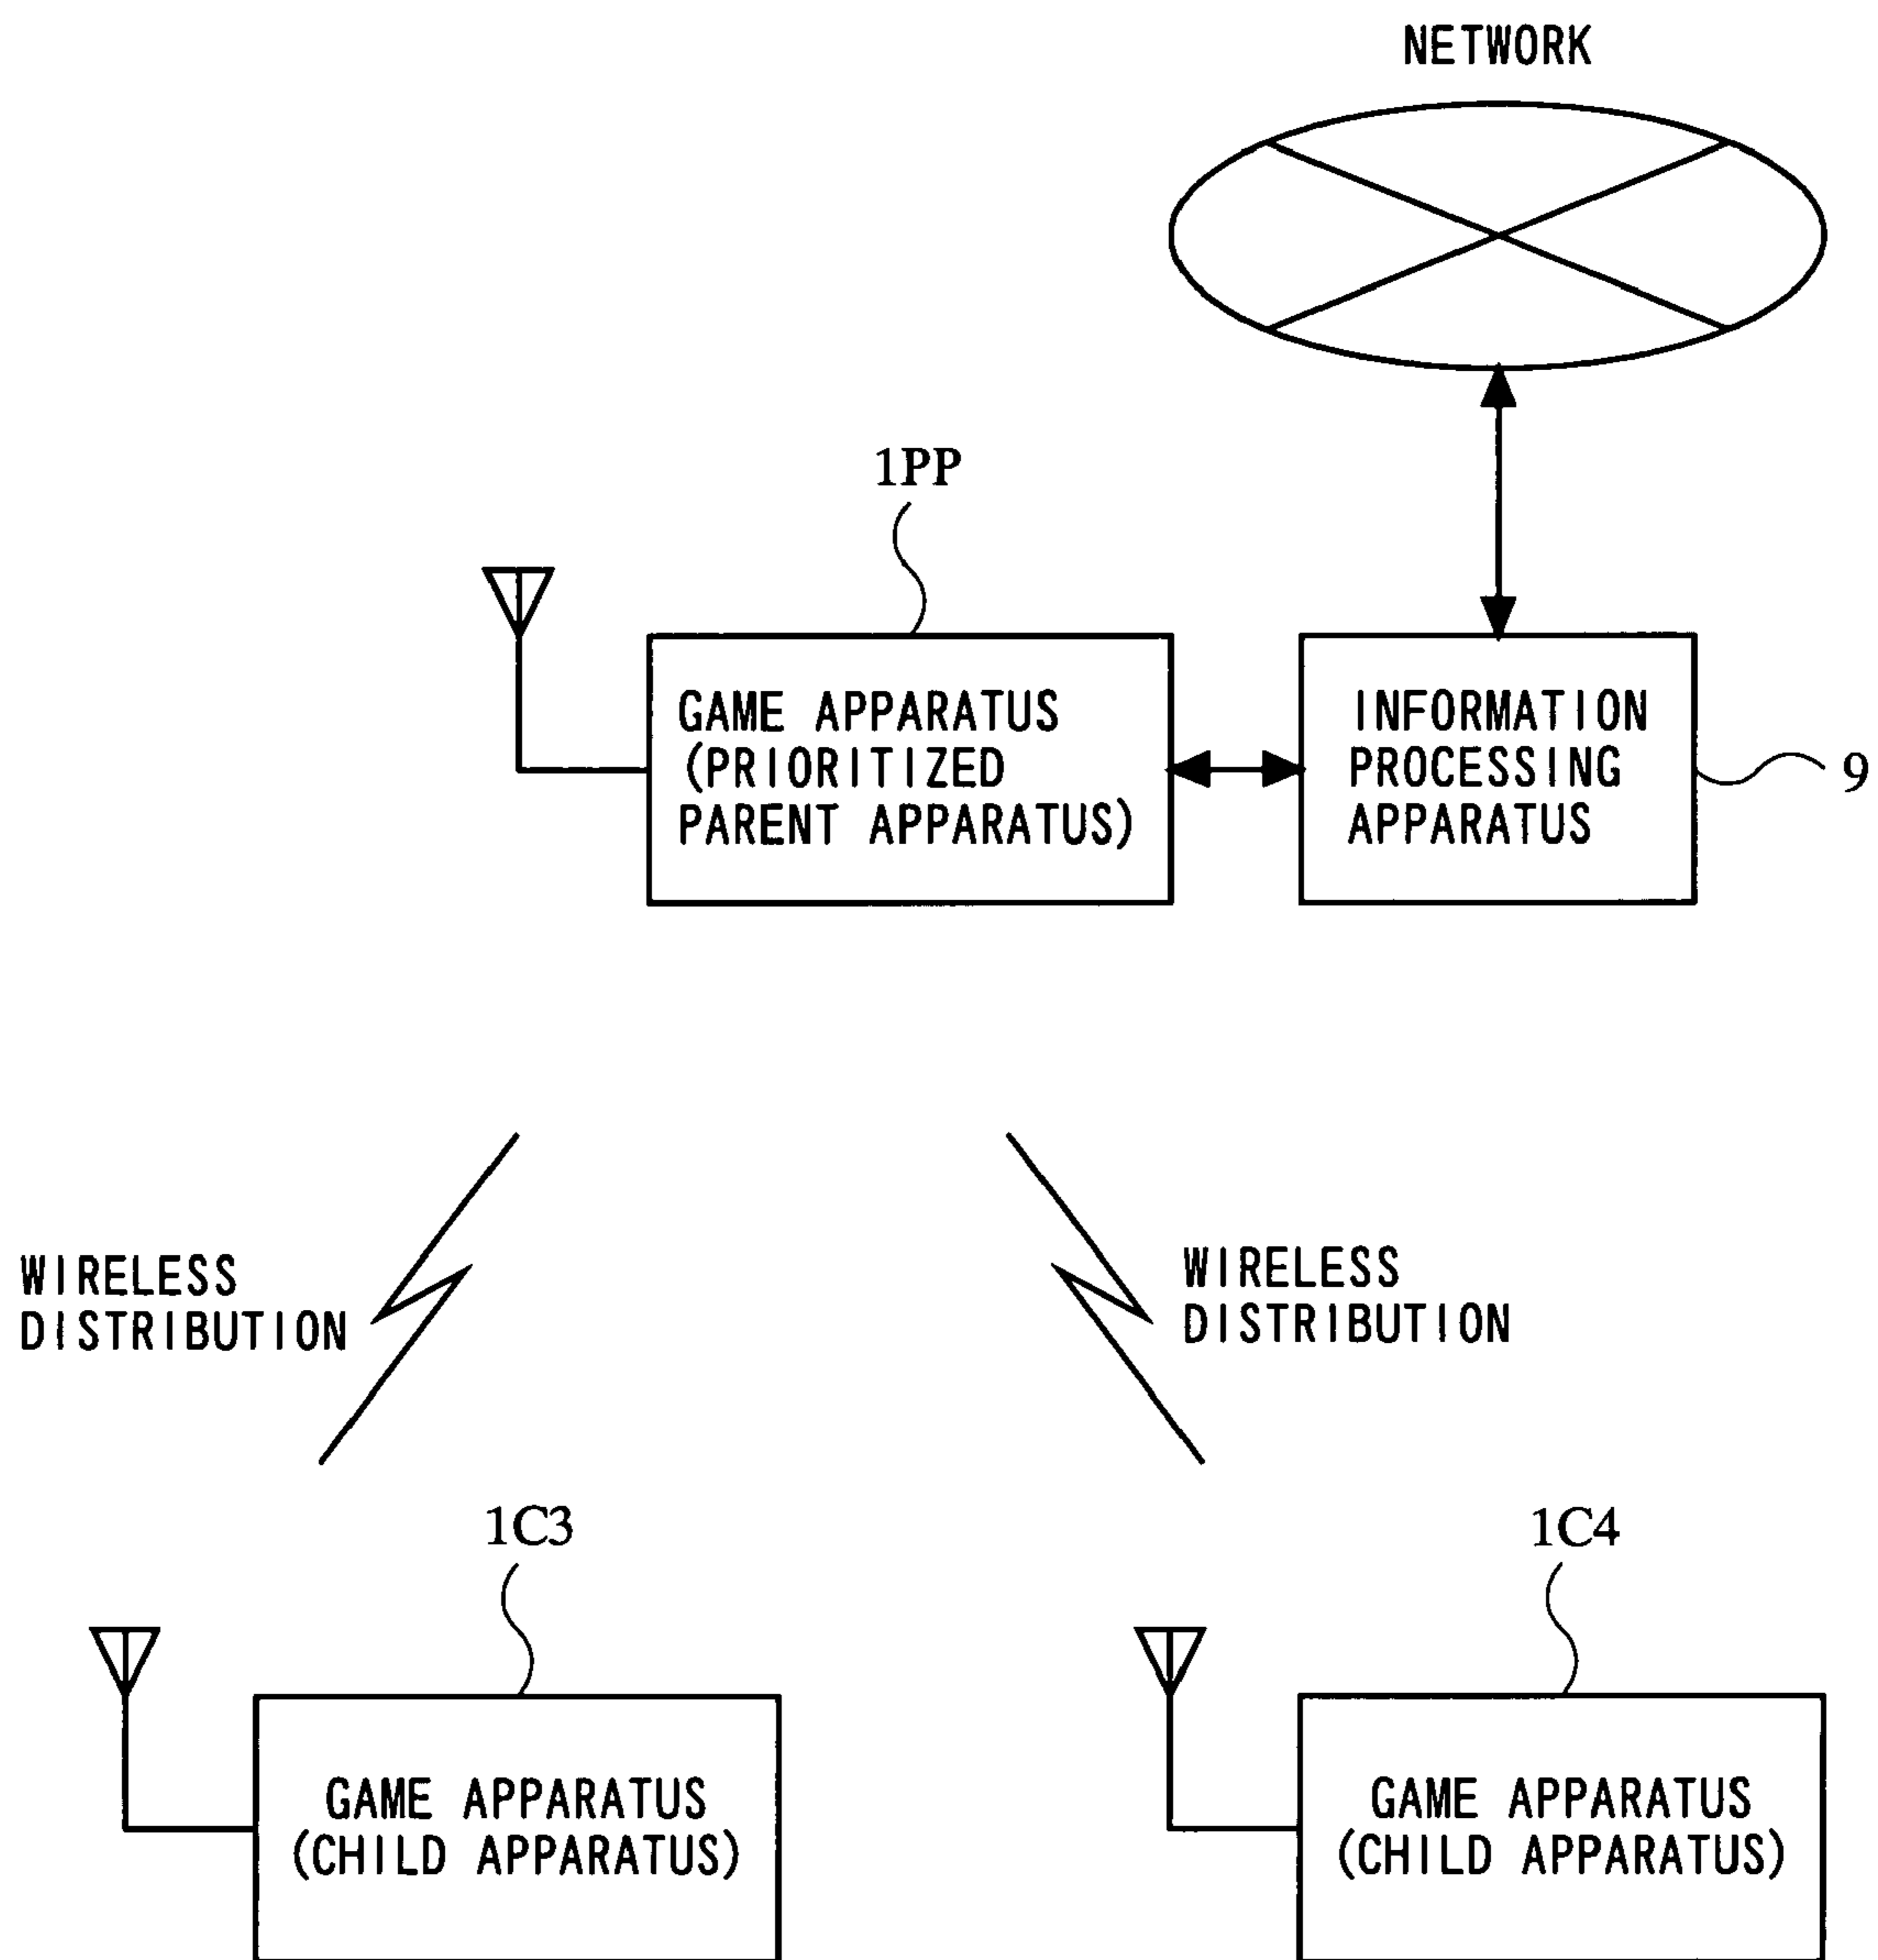 NETWORK
1PP
GAME APPARATUS
(PRIORITIZED
PARENT APPARATUS)
INFORMATION
PROCESSING
APPARATUS
9
WIRELESS
DISTRIBUTION
WIRELESS
DISTRIBUTION
1C3
1C4
GAME APPARATUS
(CHILD APPARATUS)
GAME APPARATUS
(CHILD APPARATUS)